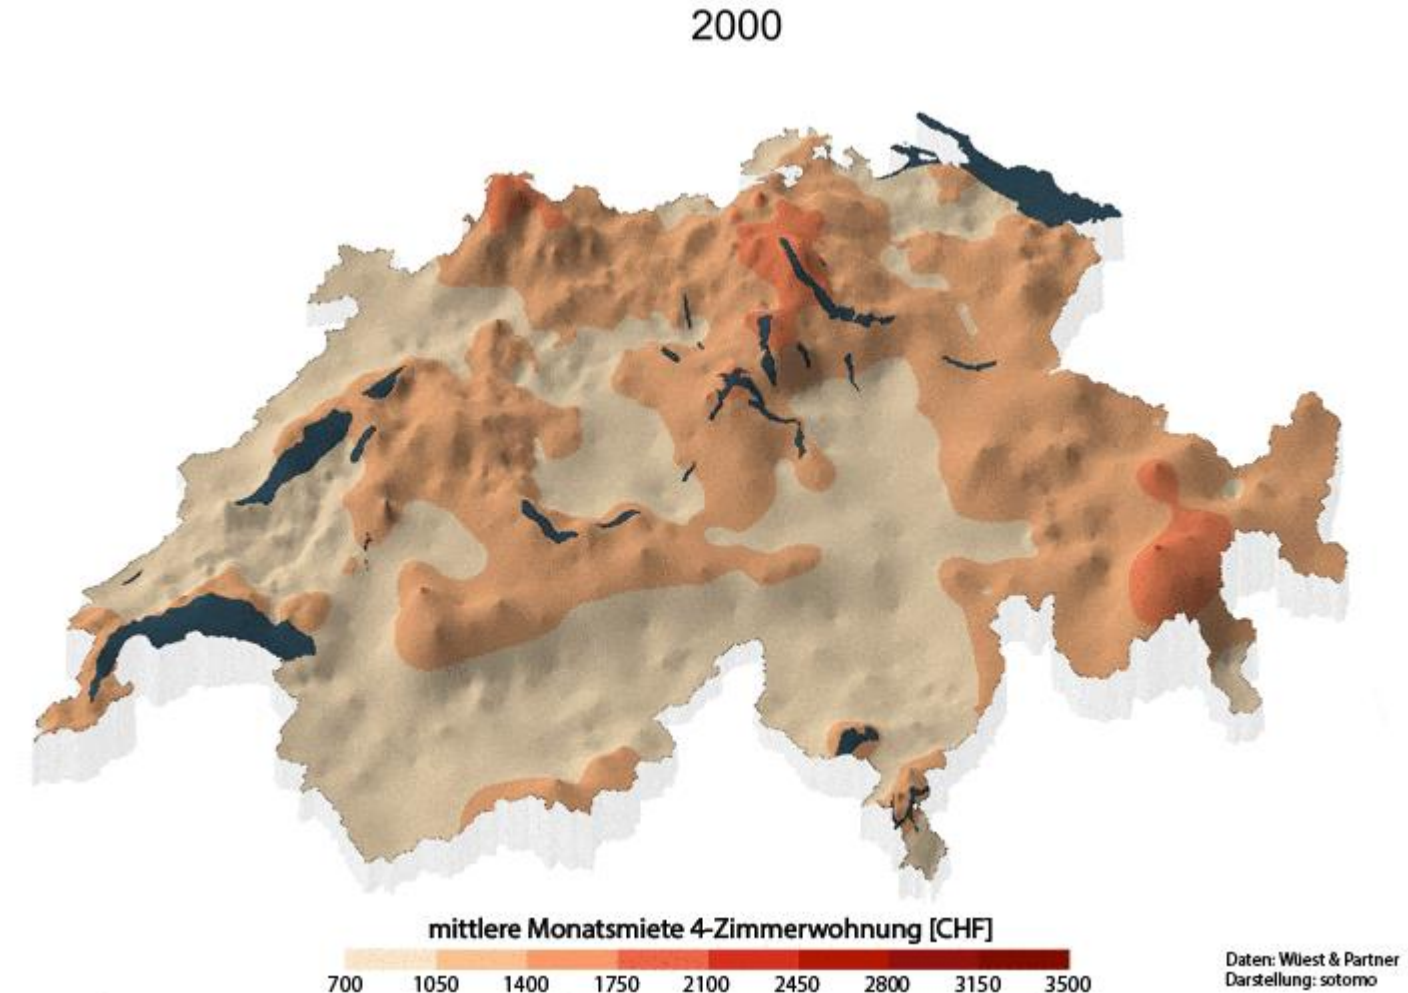 2000
mittlere Monatsmiete 4-Zimmerwohnung [CHF]
700 1050 1400 1750 2100 2450 2800 3150 3500
Daten: Wüest & Partner
Darstellung: sotomo